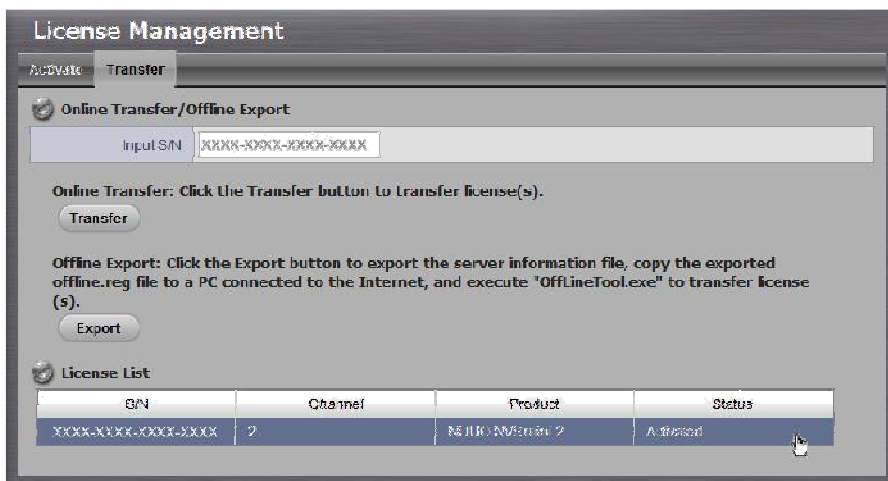 License Management
Activate Transfer
Online Transfer/Offline Export
Input S/N XXXX-XXXX-XXXX-XXXX
Online Transfer: Click the Transfer button to transfer license(s).
Transfer
Offline Export: Click the Export button to export the server information file, copy the exported
offline.reg file to a PC connected to the Internet, and execute "OffLineTool.exe" to transfer license
(s).
Export
License List
S/N Channel Product Status
XXXX-XXXX-XXXX-XXXX 2 NUUO NVRmini 2 Activated